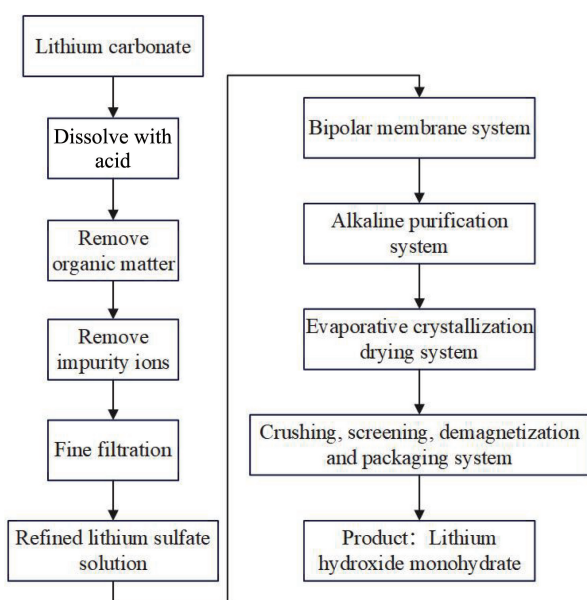 Lithium carbonate
Dissolve with
acid
Remove
organic matter
Remove
impurity ions
Fine filtration
Refined lithium sulfate
solution
Bipolar membrane system
Alkaline purification
system
Evaporative crystallization
drying system
Crushing, screening, demagnetization
and packaging system
Product：Lithium
hydroxide monohydrate